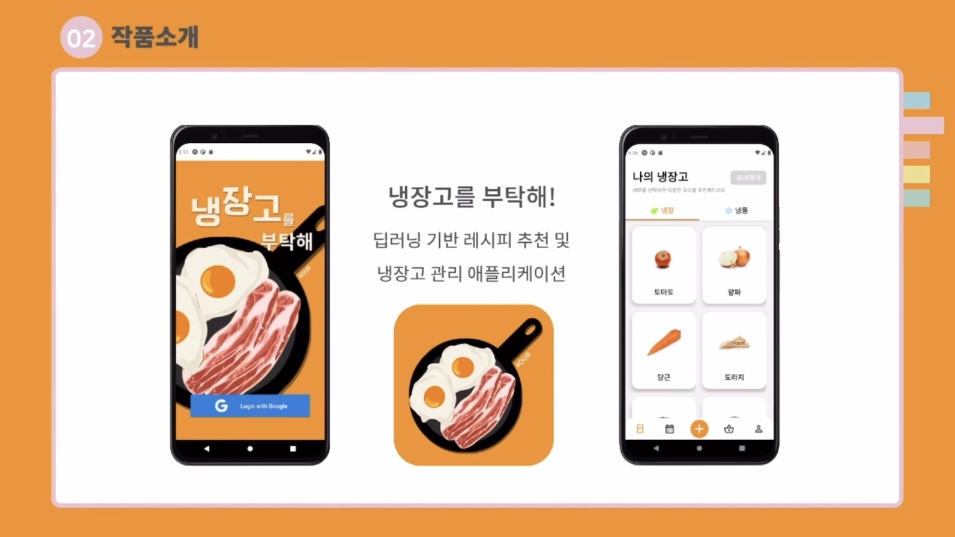 02 작품소개
냉장고를
부탁해
Login with Google
냉장고를 부탁해!
딥러닝 기반 레시피 추천 및
냉장고 관리 애플리케이션
나의 냉장고
냉장
냉동
토마토
양파
당근
도라지